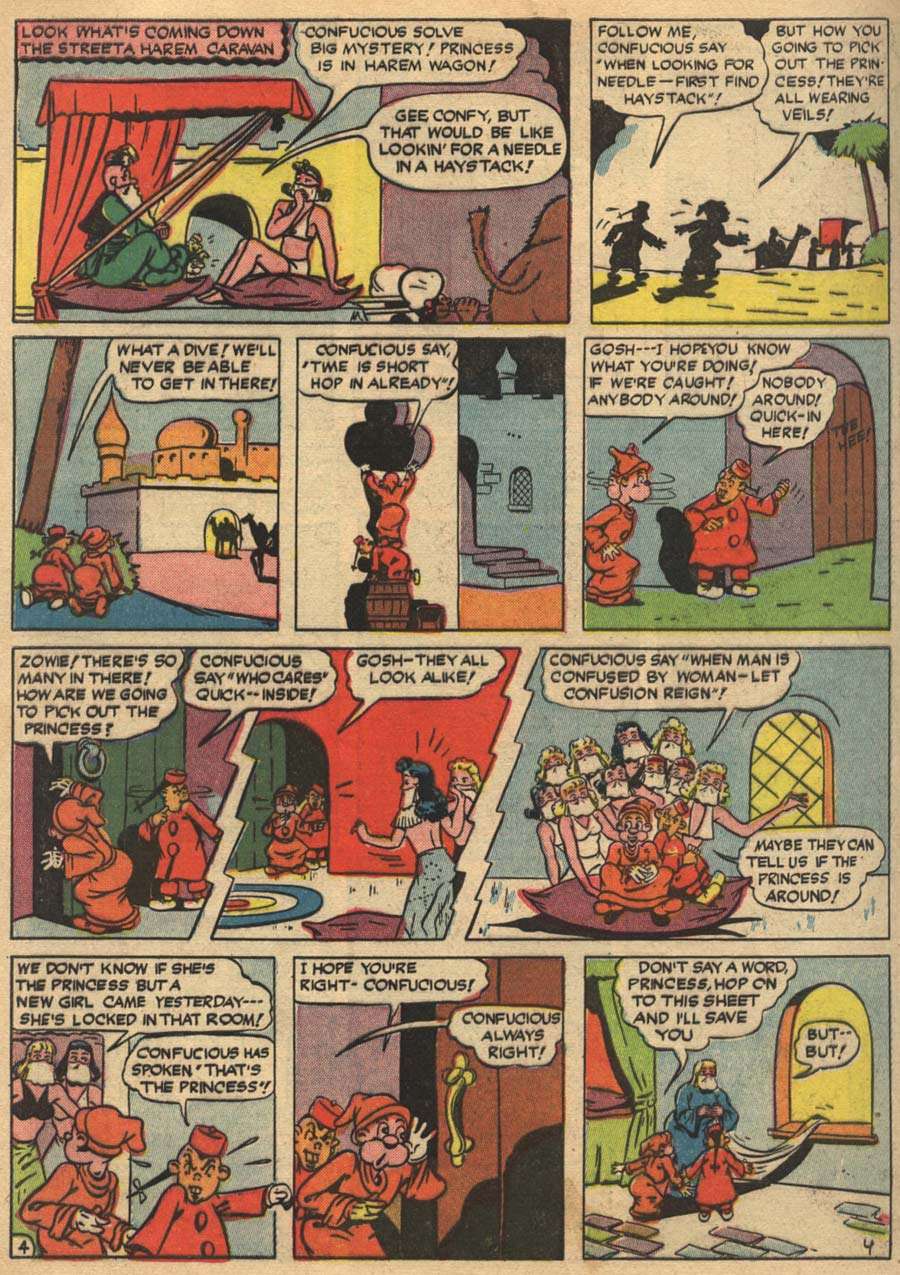 LOOK WHAT'S COMING DOWN
THE STREETA HAREM CARAVAN
CONFUCIOUS SOLVE
BIG MYSTERY! PRINCESS
IS IN HAREM WAGON!
GEE CONFY, BUT
THAT WOULD BE LIKE
LOOKIN' FOR A NEEDLE
IN A HAYSTACK!
FOLLOW ME,
CONFUCIOUS SAY
"WHEN LOOKING FOR
NEEDLE—FIRST FIND
HAYSTACK"!
BUT HOW YOU
GOING TO PICK
OUT THE PRIN-
CESS! THEY'RE
ALL WEARING
VEILS!
WHAT A DIVE! WE'LL
NEVER BE ABLE
TO GET IN THERE!
CONFUCIOUS SAY,
"TIME IS SHORT
HOP IN ALREADY"!
GOSH---I HOPE YOU KNOW
WHAT YOU'RE DOING!
IF WE'RE CAUGHT!
ANYBODY AROUND!
NOBODY
AROUND!
QUICK-IN
HERE!
TEE
HEE!
ZOWIE! THERE'S SO
MANY IN THERE!
HOW ARE WE GOING
TO PICK OUT THE
PRINCESS?
CONFUCIOUS
SAY "WHO CARES"
QUICK--INSIDE!
GOSH—THEY ALL
LOOK ALIKE!
CONFUCIOUS SAY "WHEN MAN IS
CONFUSED BY WOMAN—LET
CONFUSION REIGN"!
MAYBE THEY CAN
TELL US IF THE
PRINCESS IS
AROUND!
WE DON'T KNOW IF SHE'S
THE PRINCESS BUT A
NEW GIRL CAME YESTERDAY---
SHE'S LOCKED IN THAT ROOM!
CONFUCIOUS HAS
SPOKEN. "THAT'S
THE PRINCESS"!
4
I HOPE YOU'RE
RIGHT- CONFUCIOUS!
CONFUCIOUS
ALWAYS
RIGHT!
DON'T SAY A WORD,
PRINCESS, HOP ON
TO THIS SHEET
AND I'LL SAVE
YOU
BUT--
BUT!
4